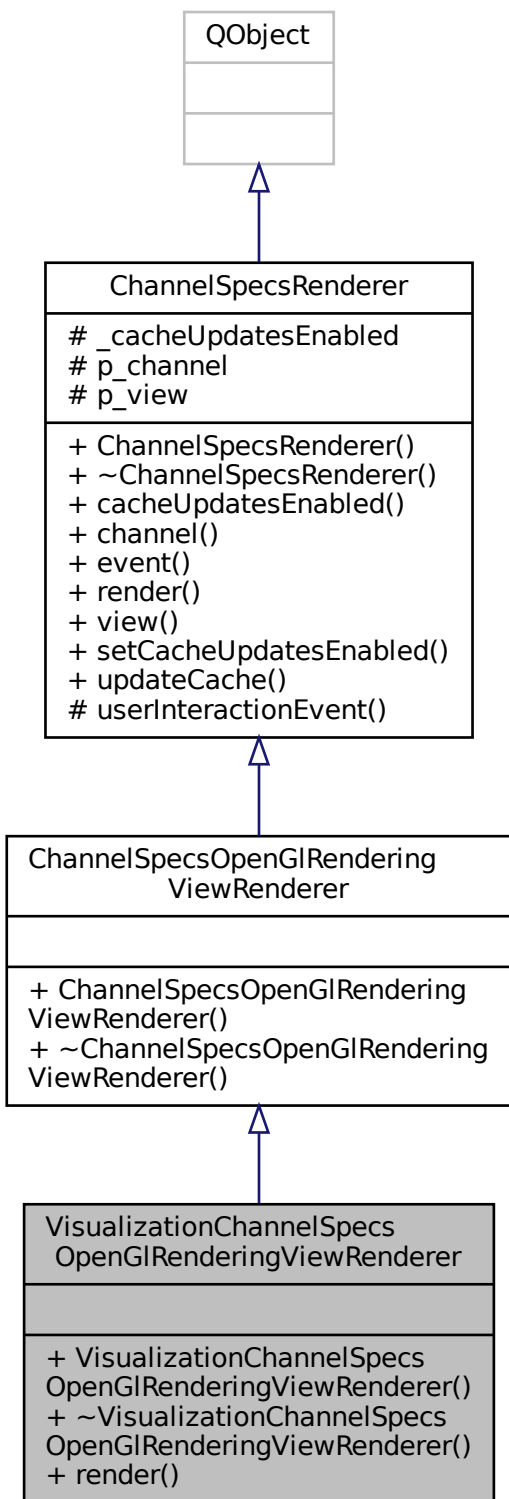 QObject
ChannelSpecsRenderer
# _cacheUpdatesEnabled
# p_channel
# p_view
+ ChannelSpecsRenderer()
+ ~ChannelSpecsRenderer()
+ cacheUpdatesEnabled()
+ channel()
+ event()
+ render()
+ view()
+ setCacheUpdatesEnabled()
+ updateCache()
# userInteractionEvent()
ChannelSpecsOpenGlRendering
ViewRenderer
+ ChannelSpecsOpenGlRendering
ViewRenderer()
+ ~ChannelSpecsOpenGlRendering
ViewRenderer()
VisualizationChannelSpecs
OpenGlRenderingViewRenderer
+ VisualizationChannelSpecs
OpenGlRenderingViewRenderer()
+ ~VisualizationChannelSpecs
OpenGlRenderingViewRenderer()
+ render()